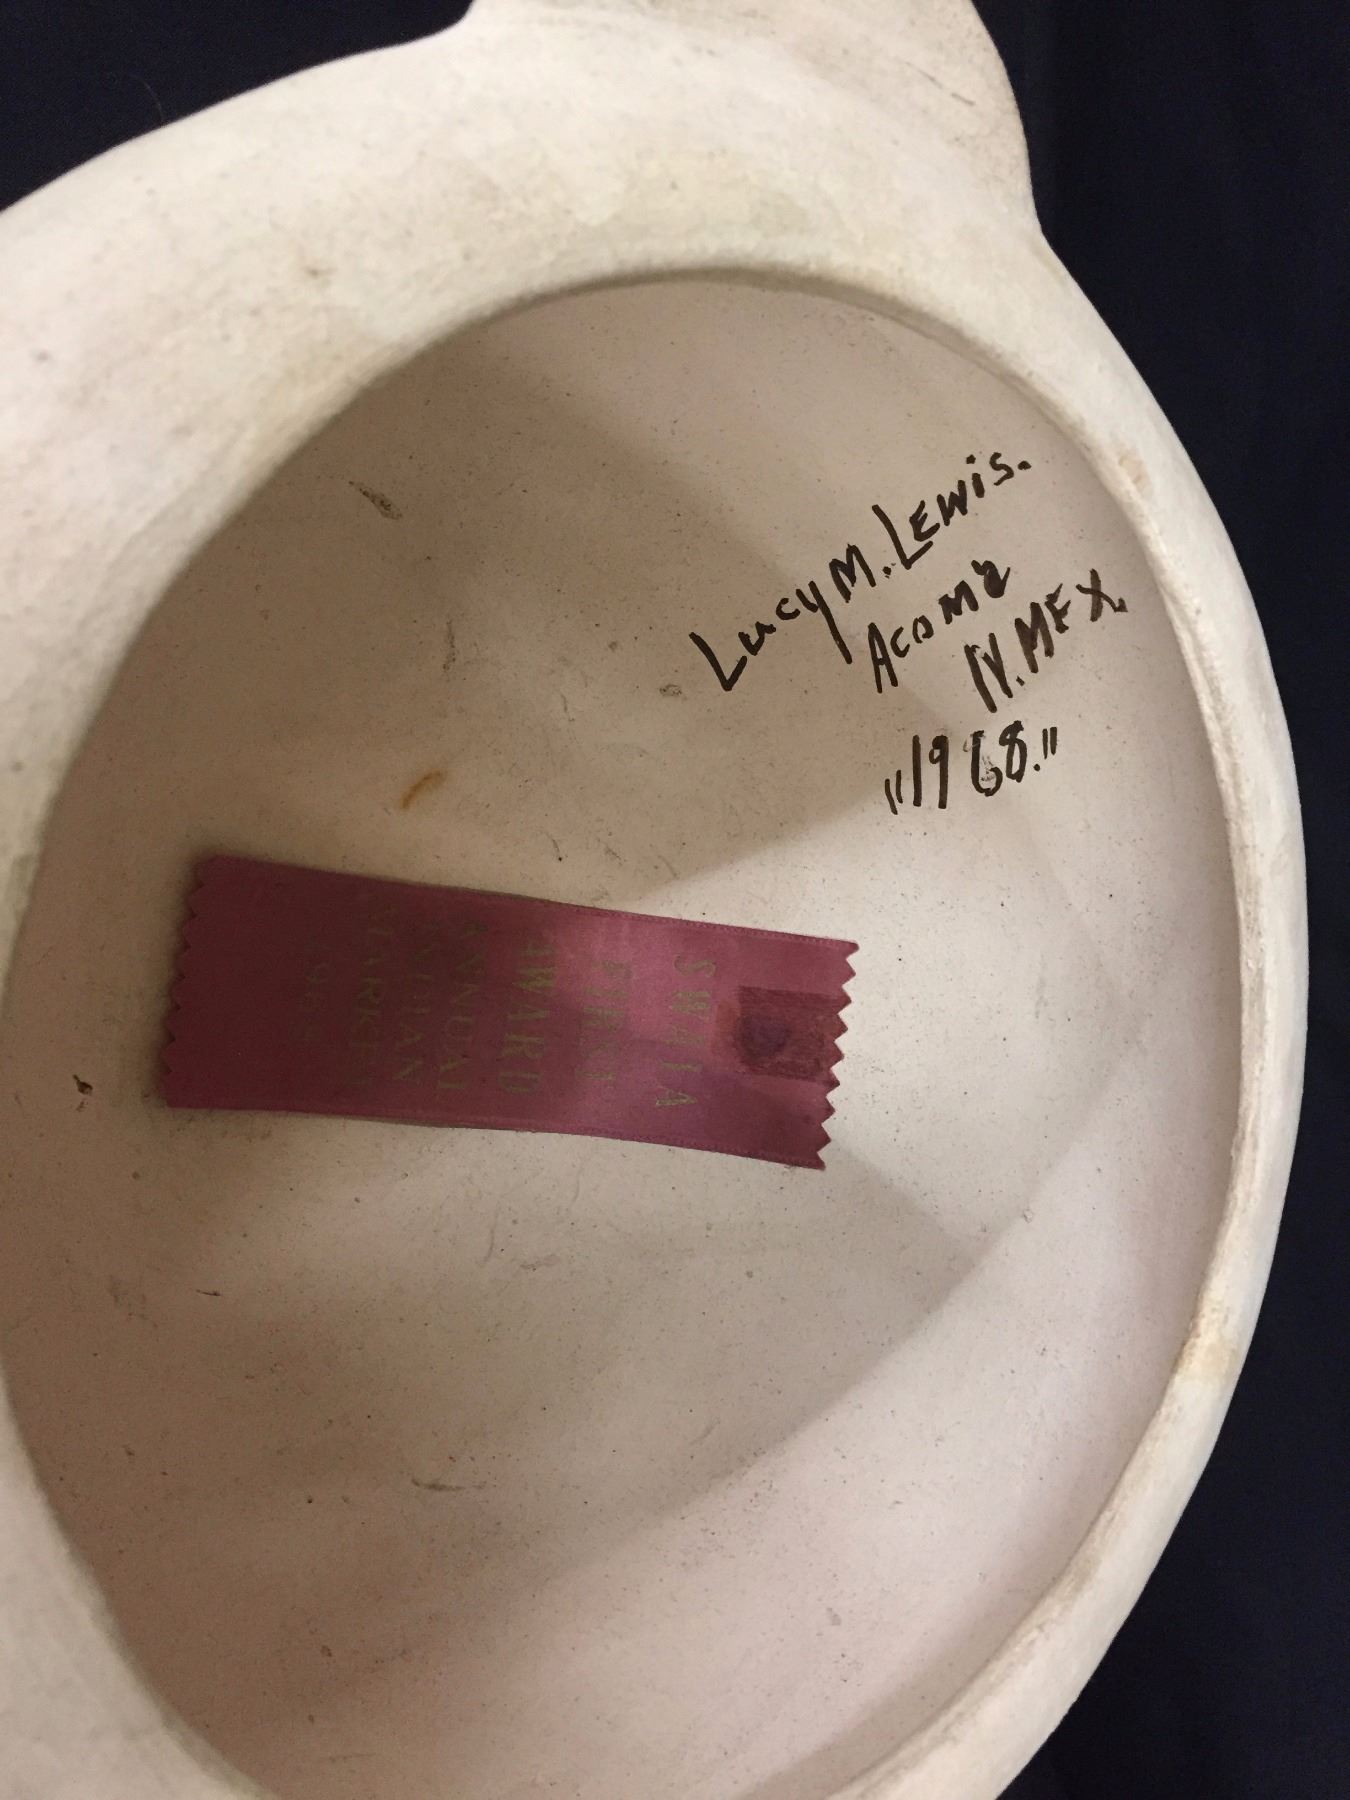 Lucy M. Lewis.
Acoma
N. MEX.
"1968."
SWAIA
FIRST
AWARD
ANNUAL
INDIAN
MARKET